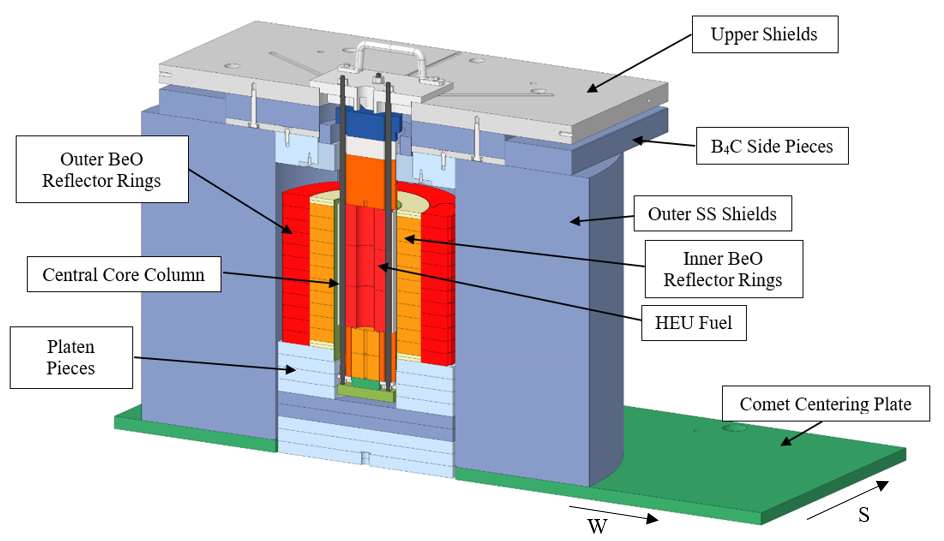 Upper Shields
B₄C Side Pieces
Outer BeO
Reflector Rings
Outer SS Shields
Inner BeO
Reflector Rings
Central Core Column
HEU Fuel
Platen
Pieces
Comet Centering Plate
W
S